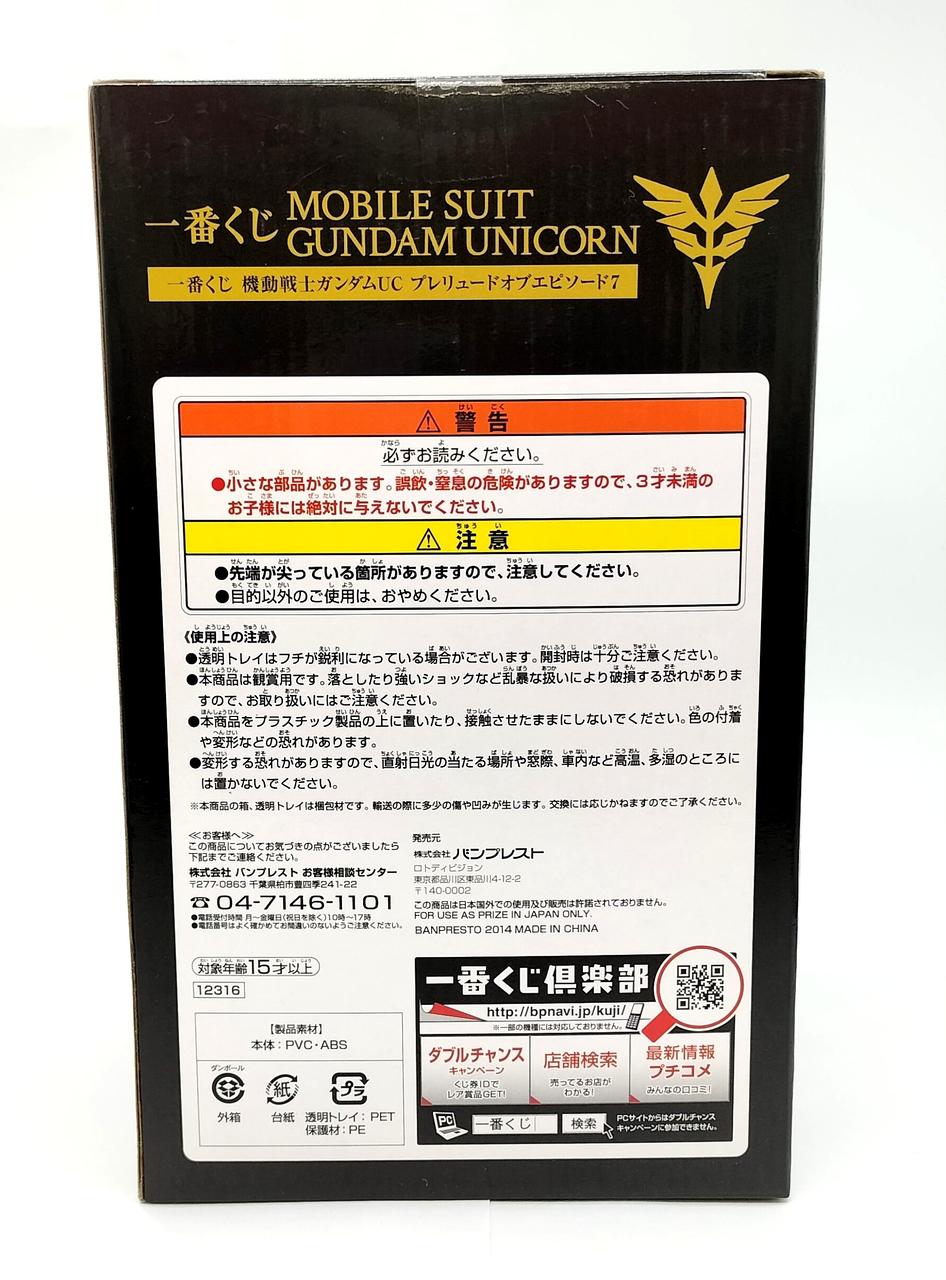 一番くじ MOBILE SUIT
GUNDAM UNICORN
一番くじ 機動戦士ガンダムUC プレリュードオブエピソード7
⚠ 警告
必ずお読みください。
●小さな部品があります。誤飲・窒息の危険がありますので、3才未満の
お子様には絶対に与えないでください。
⚠ 注意
●先端が尖っている箇所がありますので、注意してください。
●目的以外のご使用は、おやめください。
《使用上の注意》
●透明トレイはフチが鋭利になっている場合がございます。開封時は十分ご注意ください。
●本商品は観賞用です。落としたり強いショックなど乱暴な扱いにより破損する恐れがありま
すので、お取り扱いにはご注意ください。
●本商品をプラスチック製品の上に置いたり、接触させたままにしないでください。色の付着
や変形などの恐れがあります。
●変形する恐れがありますので、直射日光の当たる場所や窓際、車内など高温、多湿のところに
は置かないでください。
※本商品の箱、透明トレイは梱包材です。輸送の際に多少の傷や凹みが生じます。交換には応じかねますのでご了承ください。
≪お客様へ≫
この商品についてお気づきの点がございましたら
下記までご連絡ください。
株式会社 バンプレスト お客様相談センター
〒277-0863 千葉県柏市豊四季241-22
☎ 04-7146-1101
●電話受付時間 月〜金曜日(祝日を除く)10時〜17時
●電話番号はよく確かめてお間違いのないようご注意ください。
発売元
株式会社 バンプレスト
ロトディビジョン
東京都品川区東品川4-12-2
〒140-0002
この商品は日本国外での使用及び販売は許諾されておりません。
FOR USE AS PRIZE IN JAPAN ONLY.
BANPRESTO 2014 MADE IN CHINA
対象年齢15才以上
12316
【製品素材】
本体：PVC・ABS
ダンボール
外箱
紙
台紙
プラ
透明トレイ：PET
保護材：PE
一番くじ倶楽部
http://bpnavi.jp/kuji/
※一部の機種には対応しておりません。
ダブルチャンス
キャンペーン
くじ券IDで
レア賞品GET!
店舗検索
売ってるお店が
わかる!
最新情報
プチコメ
みんなの口コミ!
PC
一番くじ 検索
PCサイトからはダブルチャンス
キャンペーンに参加できません。